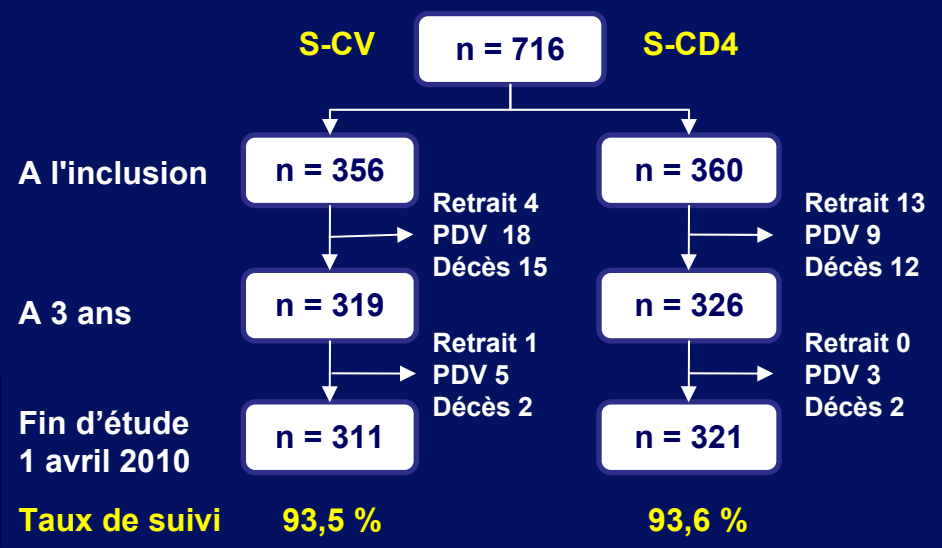 S-CV
n = 716
S-CD4
A l'inclusion
n = 356
n = 360
Retrait 4
PDV 18
Décès 15
Retrait 13
PDV 9
Décès 12
A 3 ans
n = 319
n = 326
Retrait 1
PDV 5
Décès 2
Retrait 0
PDV 3
Décès 2
Fin d’étude
1 avril 2010
n = 311
n = 321
Taux de suivi
93,5 %
93,6 %